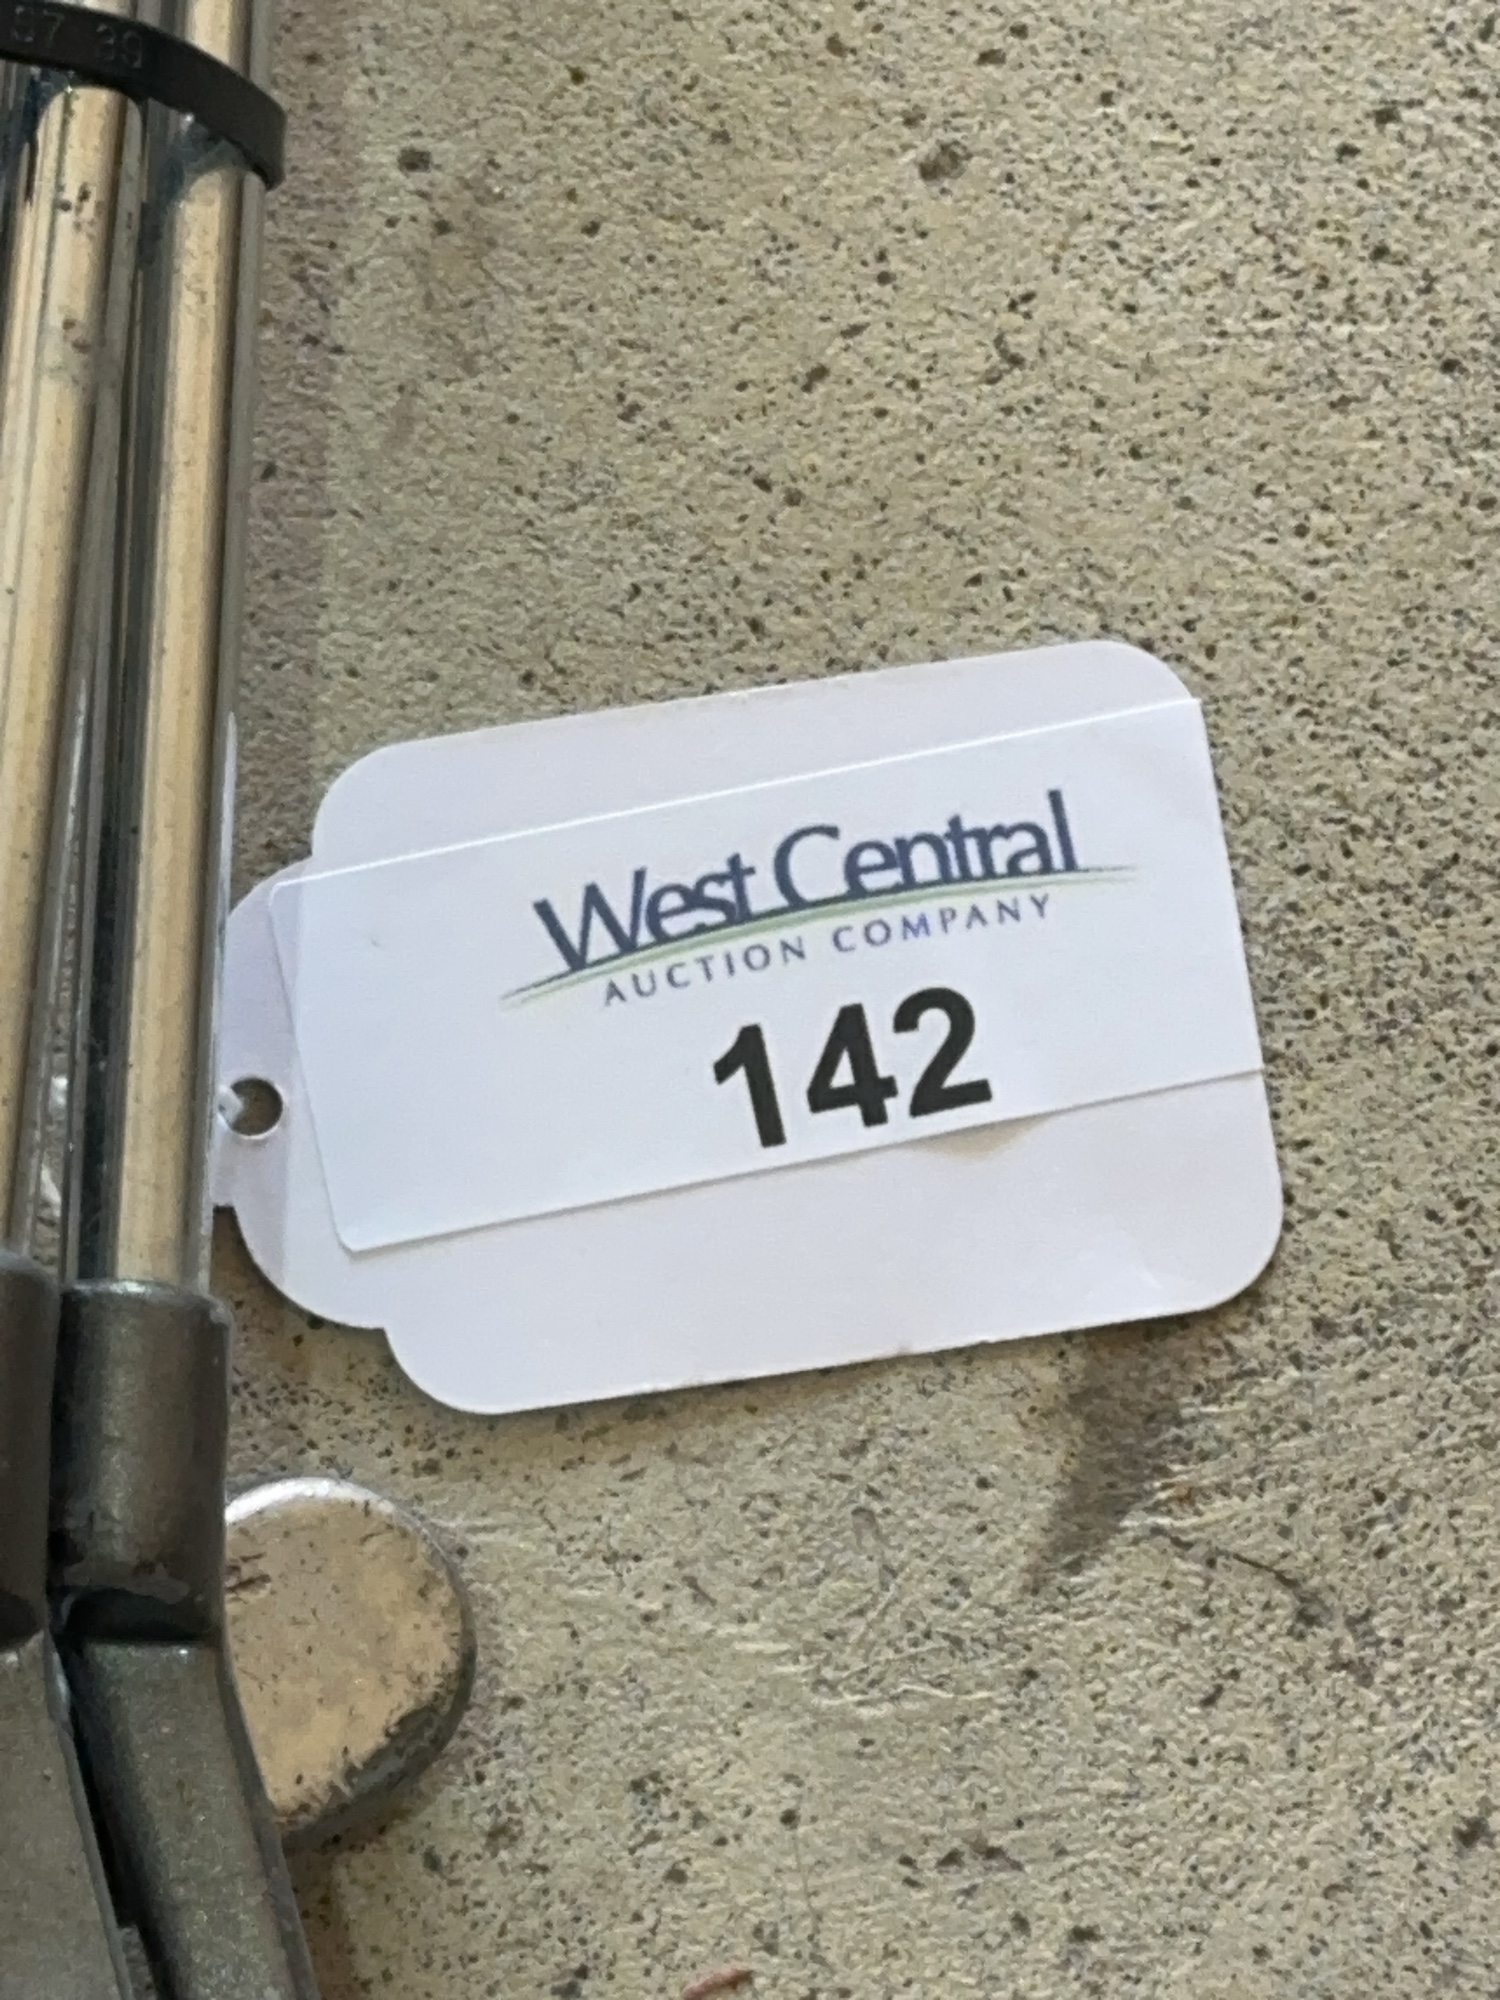 West Central
AUCTION COMPANY
142